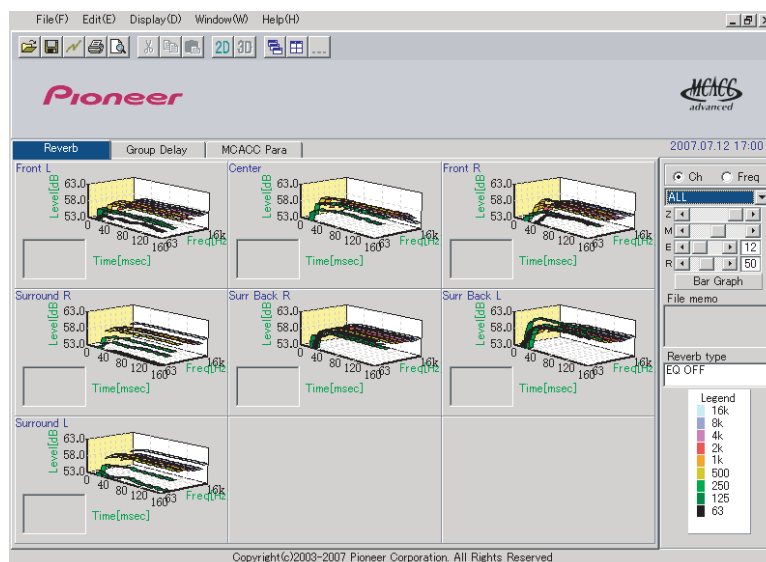 File(F) Edit(E) Display(D) Window(W) Help(H)
2D 3D ...
Pioneer
MCACC
advanced
Reverb Group Delay MCACC Para
2007.07.12 17:00
Front L
Level[dB
63.0
58.0
53.0
0 40 80 120 160 63 Freq[Hz 16k
Time[msec]
Center
Level[dB
63.0
58.0
53.0
0 40 80 120 160 63 Freq[Hz 16k
Time[msec]
Front R
Level[dB
63.0
58.0
53.0
0 40 80 120 160 63 Freq[Hz 16k
Time[msec]
Surround R
Level[dB
63.0
58.0
53.0
0 40 80 120 160 63 Freq[Hz 16k
Time[msec]
Surr Back R
Level[dB
63.0
58.0
53.0
0 40 80 120 160 63 Freq[Hz 16k
Time[msec]
Surr Back L
Level[dB
63.0
58.0
53.0
0 40 80 120 160 63 Freq[Hz 16k
Time[msec]
Surround L
Level[dB
63.0
58.0
53.0
0 40 80 120 160 63 Freq[Hz 16k
Time[msec]
Ch Freq
ALL
Z
M
E 12
R 50
Bar Graph
File memo
Reverb type
EQ OFF
Legend
16k
8k
4k
2k
1k
500
250
125
63
Copyright(c)2003-2007 Pioneer Corporation. All Rights Reserved